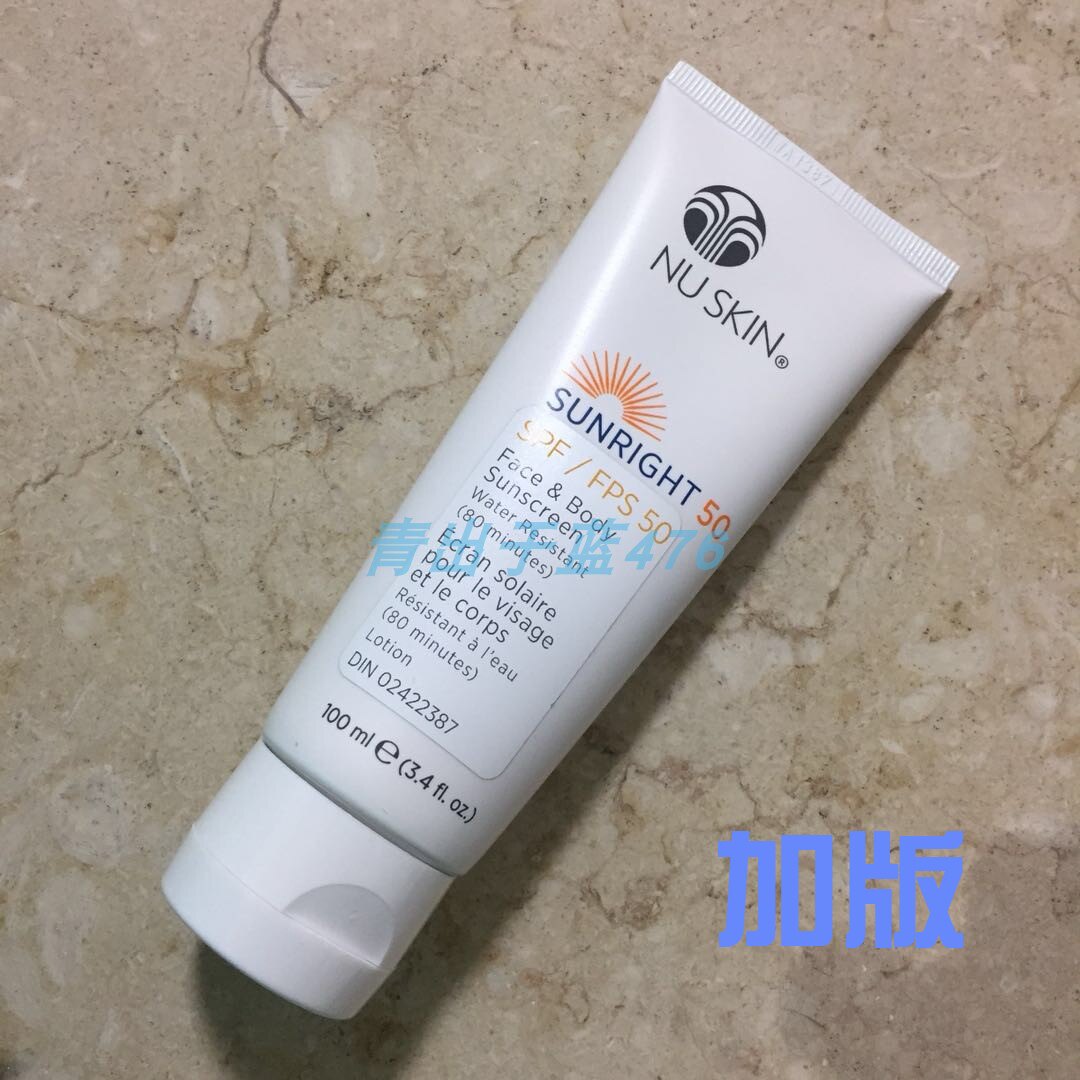 NU SKIN®
SUNRIGHT 50
SPF / FPS 50
Face & Body
Sunscreen
Water Resistant
(80 minutes)
Écran solaire
pour le visage
et le corps
Résistant à l'eau
(80 minutes)
Lotion
DIN 02422387
100 ml e (3.4 fl. oz.)
青出于蓝476
加版